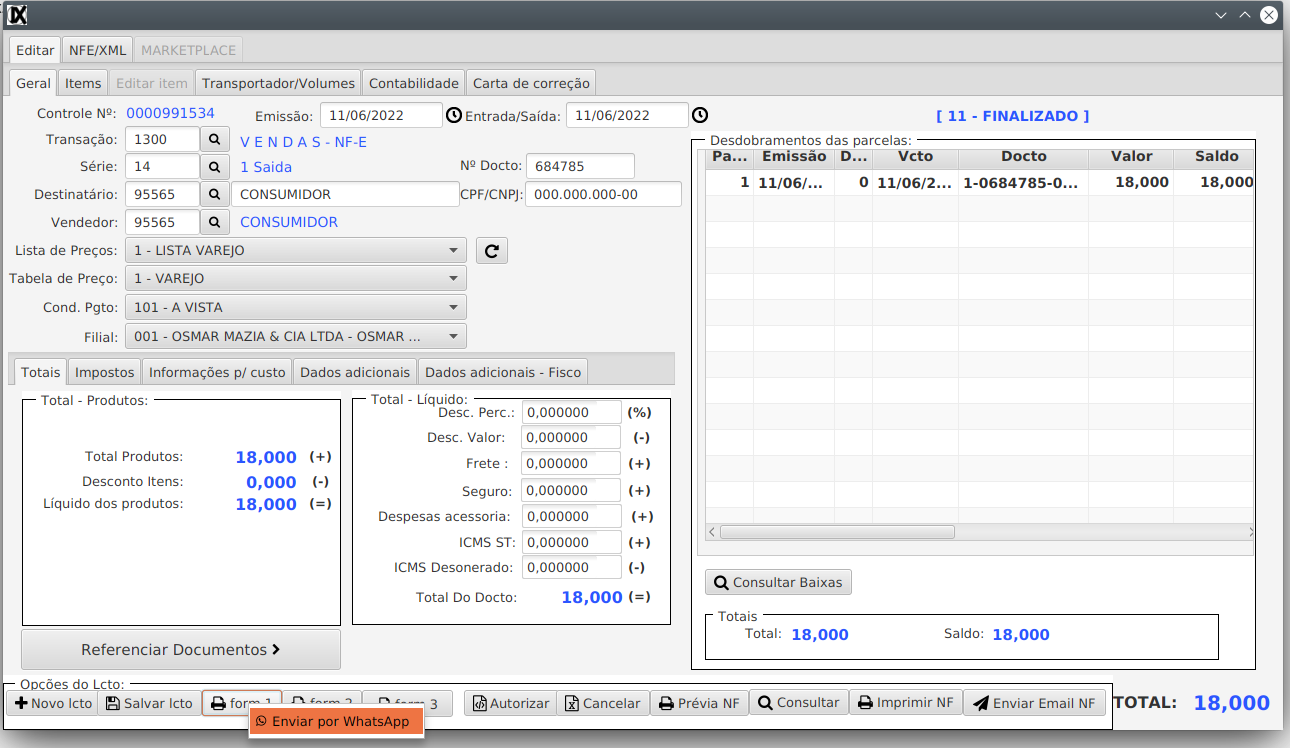 Editar NFE/XML MARKETPLACE
Geral Items Editar item Transportador/Volumes Contabilidade Carta de correção
Controle Nº: 0000991534 Emissão: 11/06/2022 Entrada/Saída: 11/06/2022
[ 11 - FINALIZADO ]
Transação: 1300 V E N D A S - NF-E
Série: 14 1 Saida Nº Docto: 684785
Destinatário: 95565 CONSUMIDOR CPF/CNPJ: 000.000.000-00
Vendedor: 95565 CONSUMIDOR
Lista de Preços: 1 - LISTA VAREJO
Tabela de Preço: 1 - VAREJO
Cond. Pgto: 101 - A VISTA
Filial: 001 - OSMAR MAZIA & CIA LTDA - OSMAR ...
Desdobramentos das parcelas:
Pa... Emissão D... Vcto Docto Valor Saldo
1 11/06/... 0 11/06/2... 1-0684785-0... 18,000 18,000
Totais Impostos Informações p/ custo Dados adicionais Dados adicionais - Fisco
Total - Produtos:
Total Produtos: 18,000 (+)
Desconto Itens: 0,000 (-)
Líquido dos produtos: 18,000 (=)
Total - Líquido:
Desc. Perc.: 0,000000 (%)
Desc. Valor: 0,000000 (-)
Frete : 0,000000 (+)
Seguro: 0,000000 (+)
Despesas acessoria: 0,000000 (+)
ICMS ST: 0,000000 (+)
ICMS Desonerado: 0,000000 (-)
Total Do Docto: 18,000 (=)
Consultar Baixas
Totais
Total: 18,000 Saldo: 18,000
Referenciar Documentos
Opções do Lcto:
Novo lcto Salvar lcto form 1 form 2 form 3 Autorizar Cancelar Prévia NF Consultar Imprimir NF Enviar Email NF TOTAL: 18,000
Enviar por WhatsApp